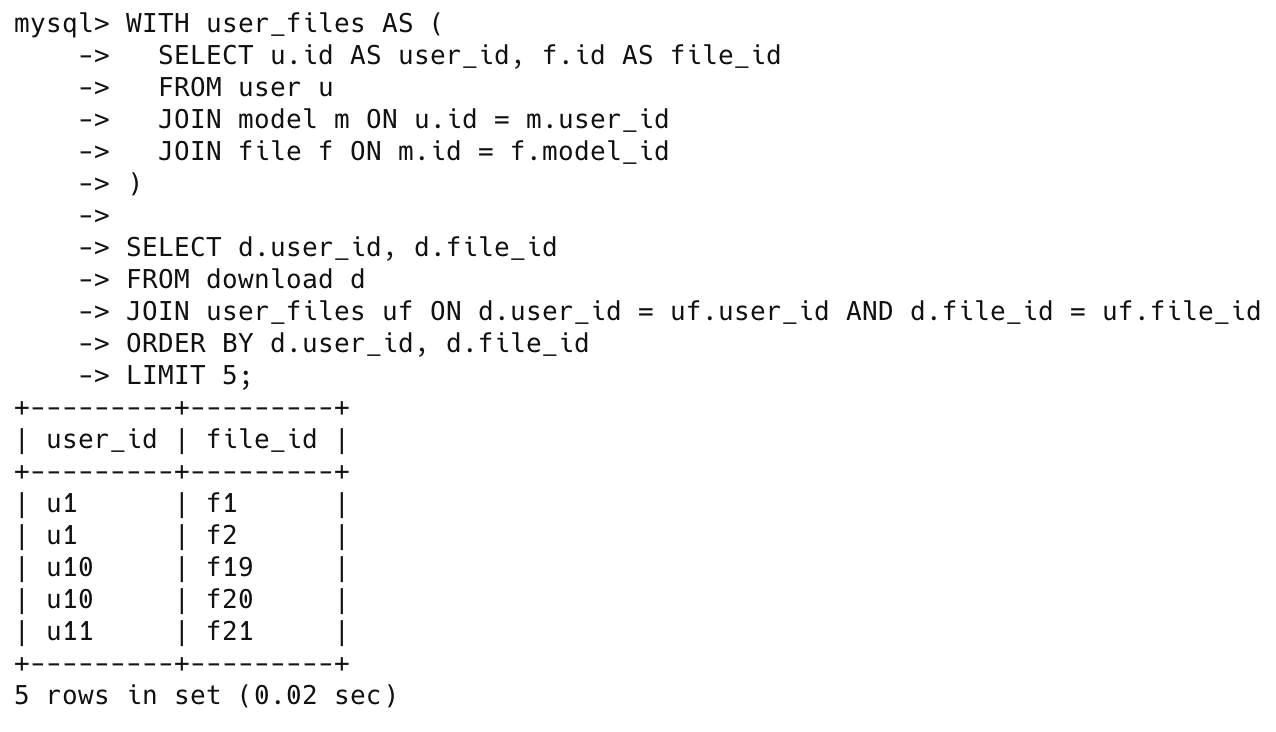 mysql> WITH user_files AS (
    ->   SELECT u.id AS user_id, f.id AS file_id
    ->   FROM user u
    ->   JOIN model m ON u.id = m.user_id
    ->   JOIN file f ON m.id = f.model_id
    -> )
    ->
    -> SELECT d.user_id, d.file_id
    -> FROM download d
    -> JOIN user_files uf ON d.user_id = uf.user_id AND d.file_id = uf.file_id
    -> ORDER BY d.user_id, d.file_id
    -> LIMIT 5;
+---------+---------+
| user_id | file_id |
+---------+---------+
| u1      | f1      |
| u1      | f2      |
| u10     | f19     |
| u10     | f20     |
| u11     | f21     |
+---------+---------+
5 rows in set (0.02 sec)